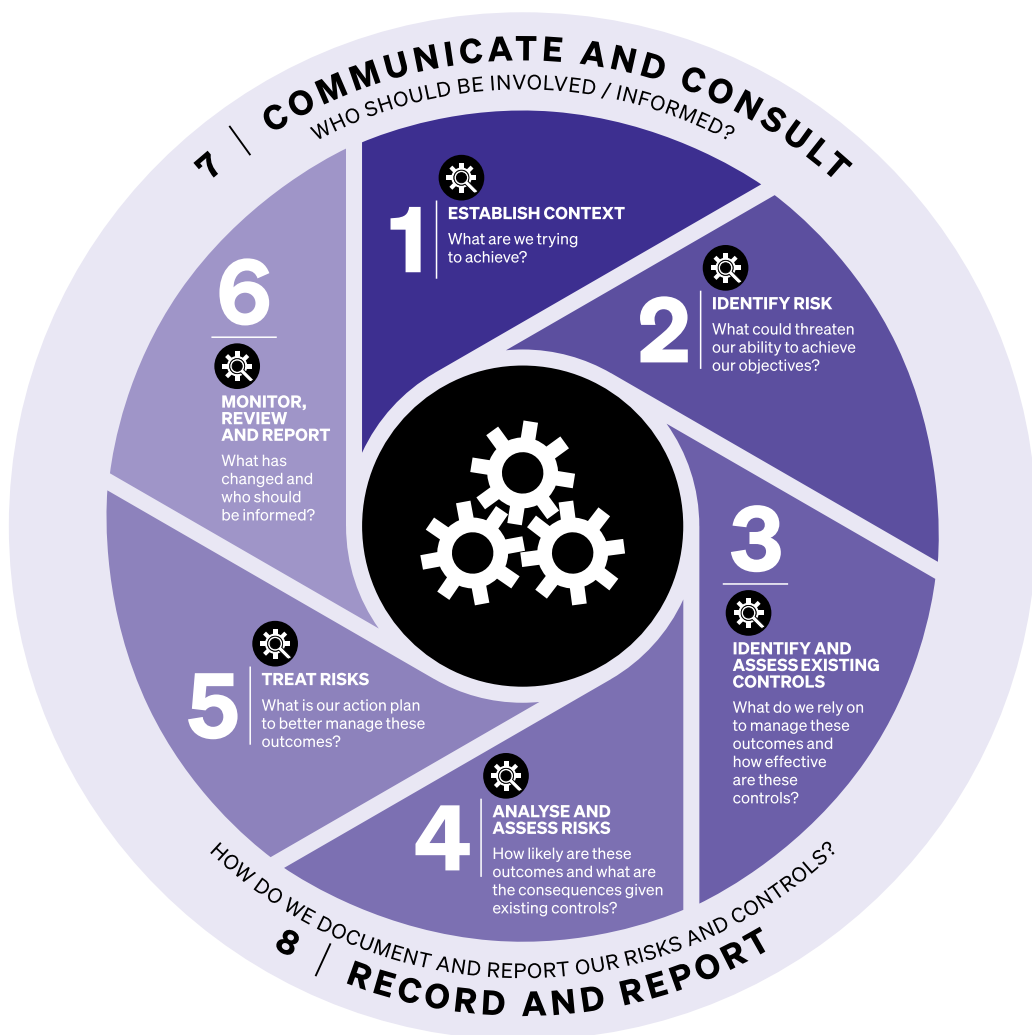 7 | COMMUNICATE AND CONSULT
WHO SHOULD BE INVOLVED / INFORMED?
1
ESTABLISH CONTEXT
What are we trying
to achieve?
2
IDENTIFY RISK
What could threaten
our ability to achieve
our objectives?
3
IDENTIFY AND
ASSESS EXISTING
CONTROLS
What do we rely on
to manage these
outcomes and
how effective
are these
controls?
4
ANALYSE AND
ASSESS RISKS
How likely are these
outcomes and what are
the consequences given
existing controls?
5
TREAT RISKS
What is our action plan
to better manage these
outcomes?
6
MONITOR,
REVIEW
AND REPORT
What has
changed and
who should
be informed?
HOW DO WE DOCUMENT AND REPORT OUR RISKS AND CONTROLS?
8 | RECORD AND REPORT